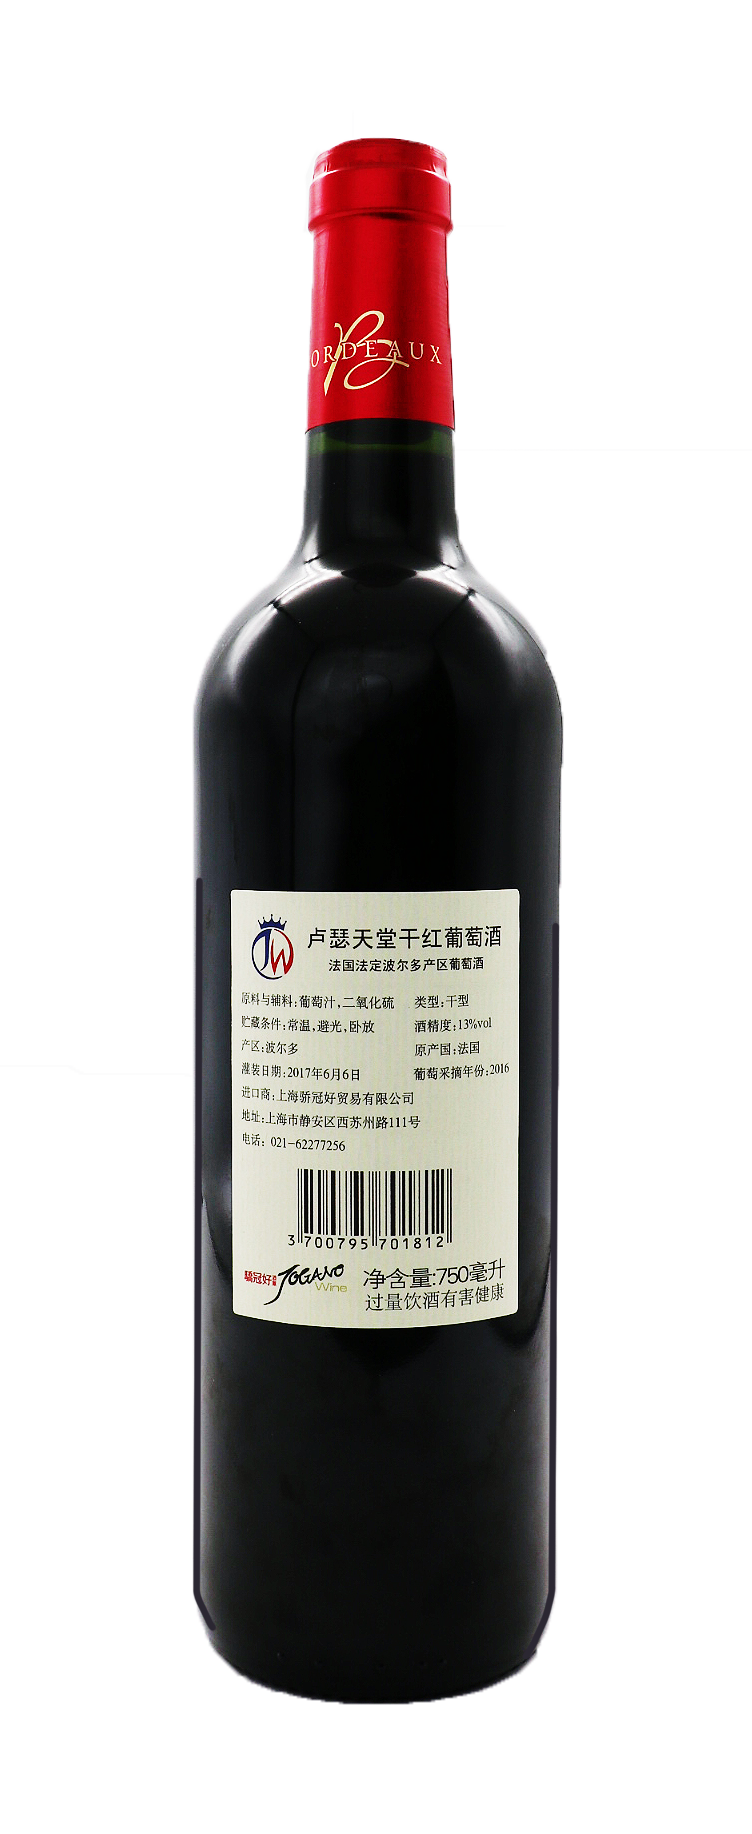 BORDEAUX
JW
卢瑟天堂干红葡萄酒
法国法定波尔多产区葡萄酒
原料与辅料:葡萄汁,二氧化硫 类型:干型
贮藏条件:常温,避光,卧放 酒精度:13%vol
产区:波尔多 原产国:法国
灌装日期:2017年6月6日 葡萄采摘年份:2016
进口商:上海骄冠好贸易有限公司
地址:上海市静安区西苏州路111号
电话: 021-62277256
3 700795 701812
驕冠好 JOGANO Wine 净含量:750毫升
过量饮酒有害健康